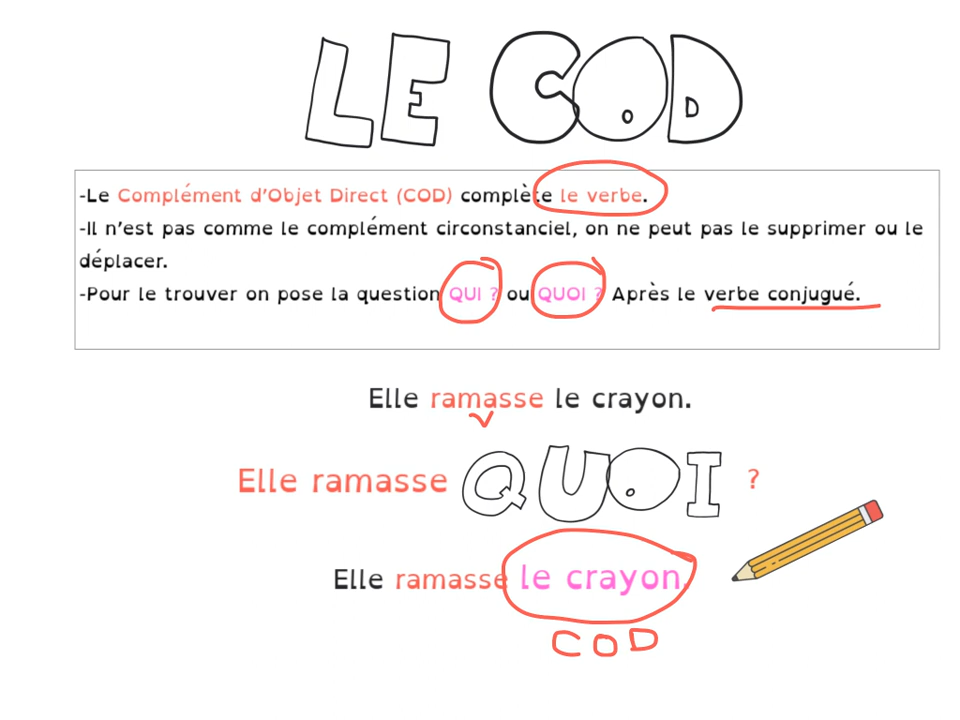 LE COD
-Le Complément d'Objet Direct (COD) complète le verbe.
-Il n'est pas comme le complément circonstanciel, on ne peut pas le supprimer ou le
déplacer.
-Pour le trouver on pose la question QUI ? ou QUOI ? Après le verbe conjugué.
Elle ramasse le crayon.
v
Elle ramasse QUOI ?
Elle ramasse le crayon.
COD